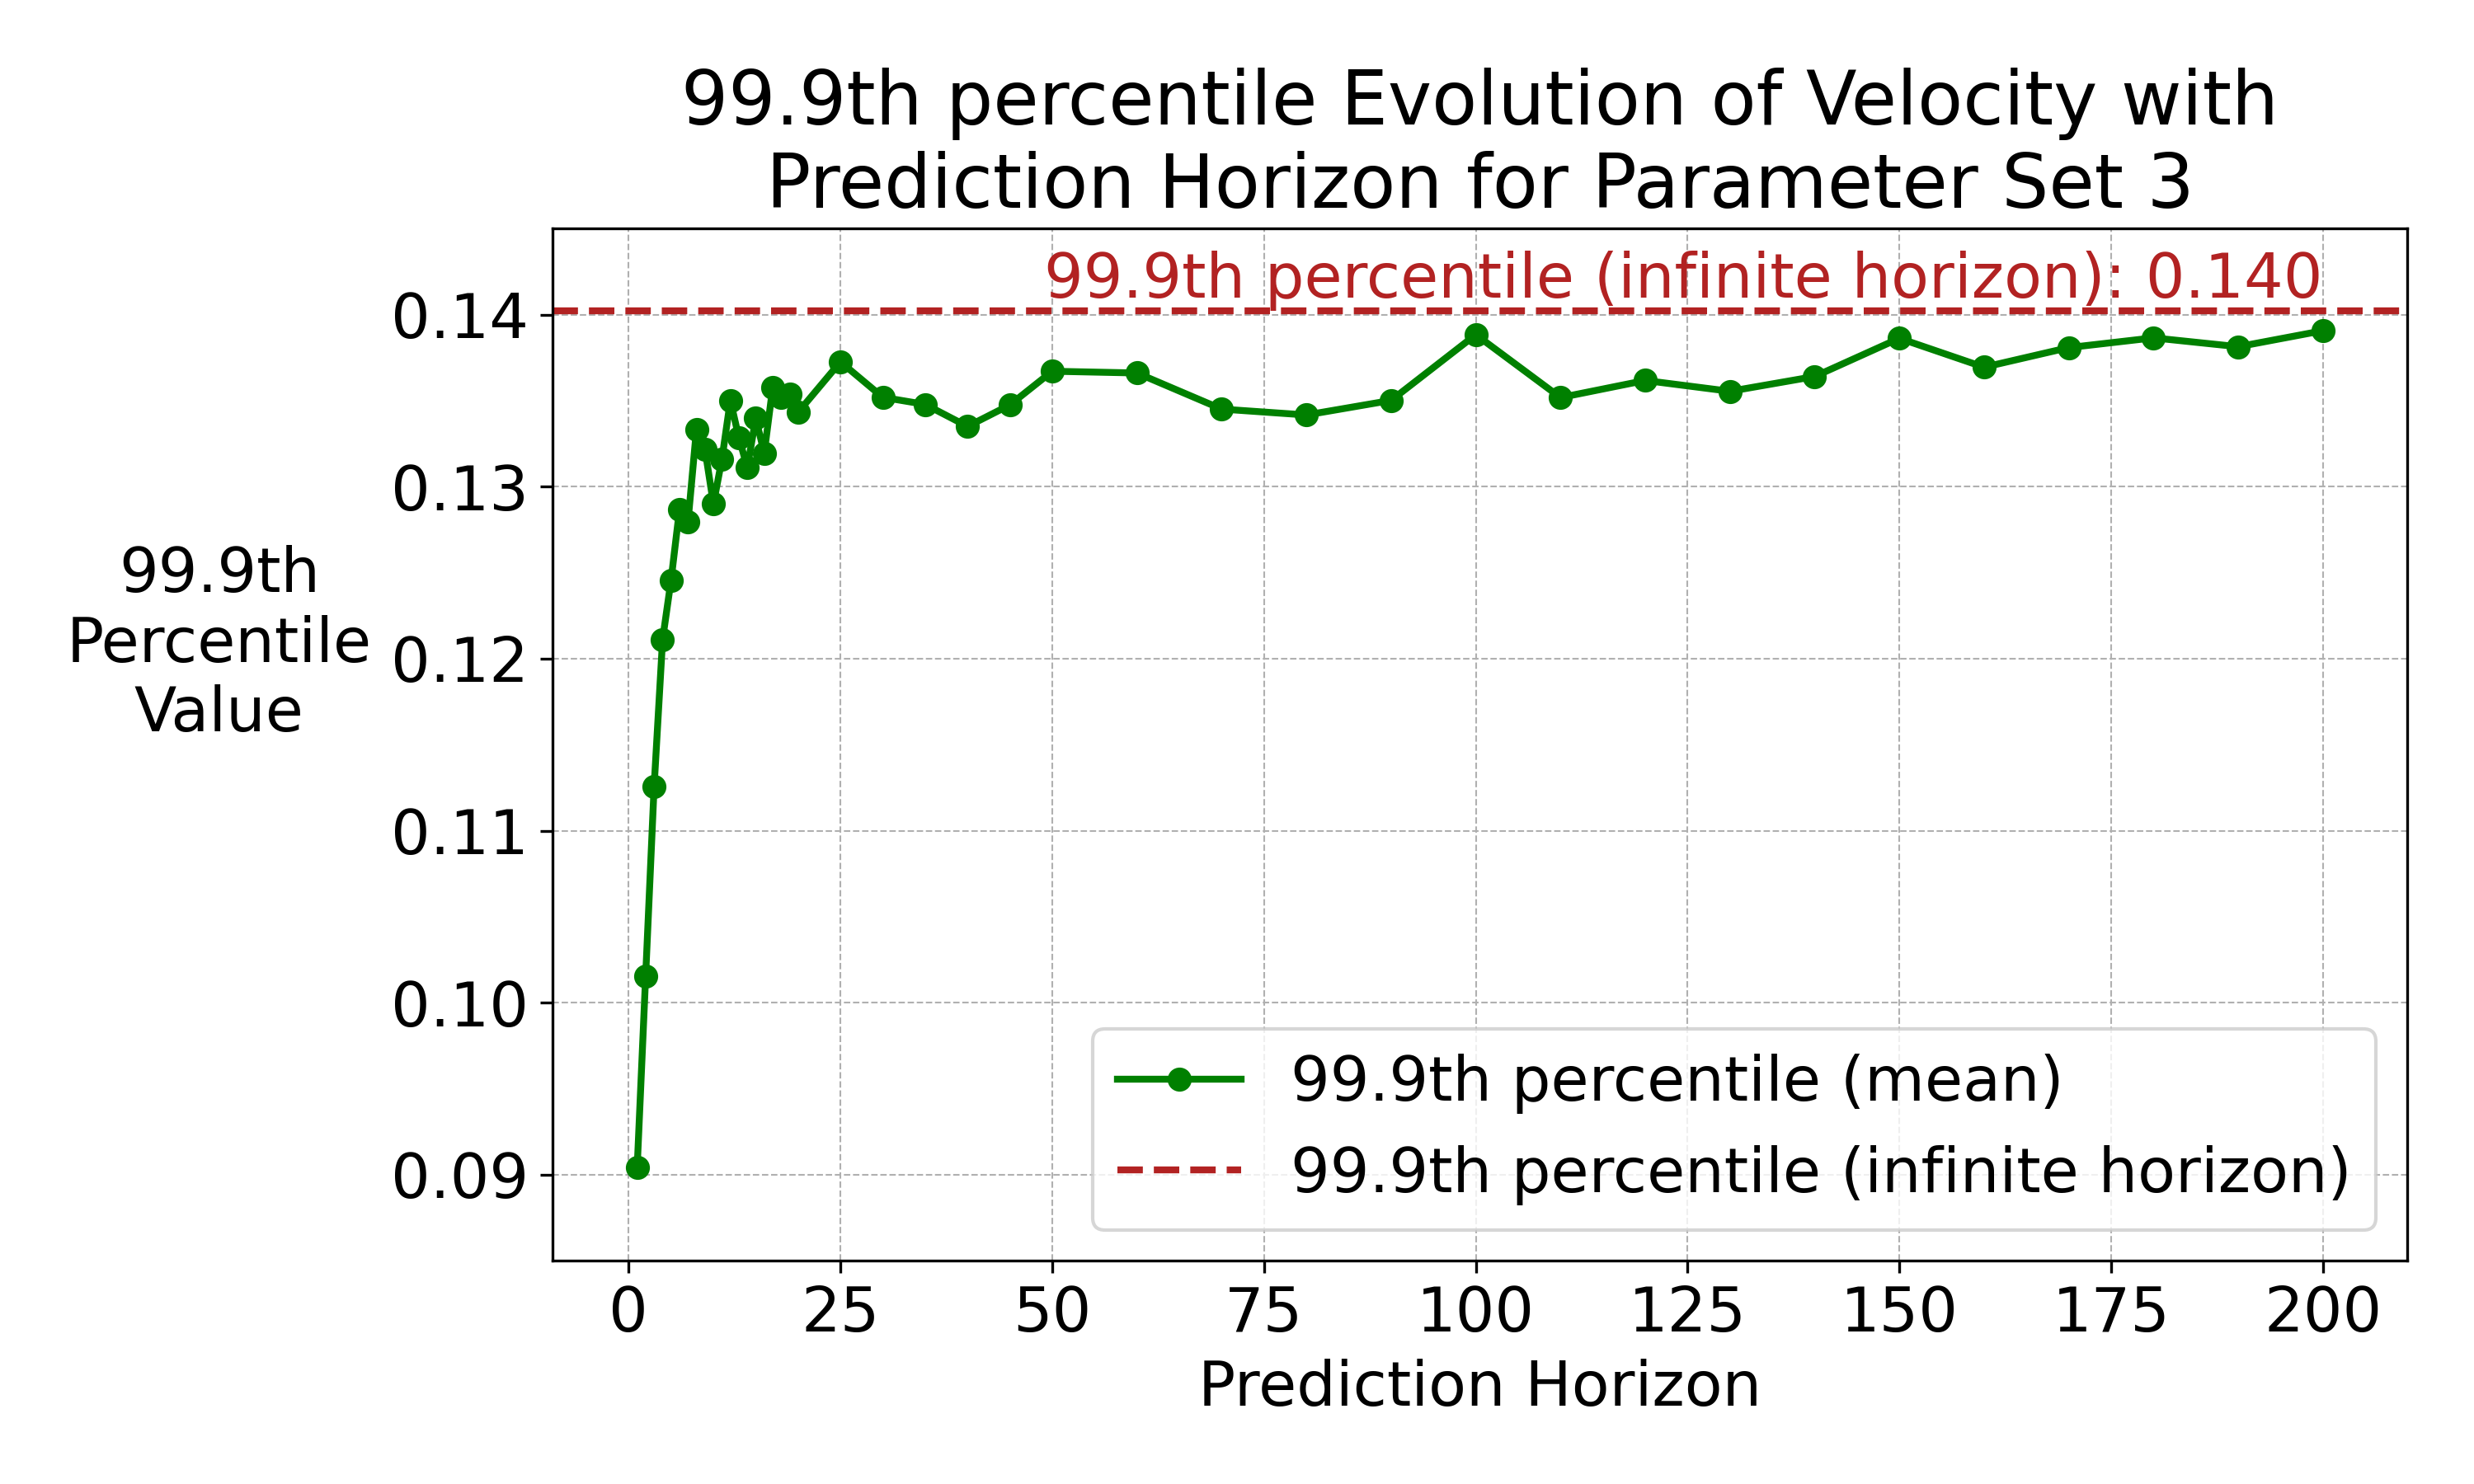 99.9th percentile Evolution of Velocity with
Prediction Horizon for Parameter Set 3
99.9th percentile (infinite horizon): 0.140
0.14
0.13
0.12
0.11
0.10
0.09
99.9th
Percentile
Value
99.9th percentile (mean)
99.9th percentile (infinite horizon)
0 25 50 75 100 125 150 175 200
Prediction Horizon